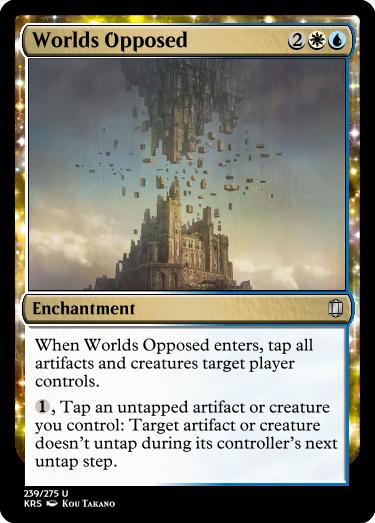 Worlds Opposed 2
Enchantment
When Worlds Opposed enters, tap all
artifacts and creatures target player
controls.
1, Tap an untapped artifact or creature
you control: Target artifact or creature
doesn't untap during its controller's next
untap step.
239/275 U
KRS Kou Takano